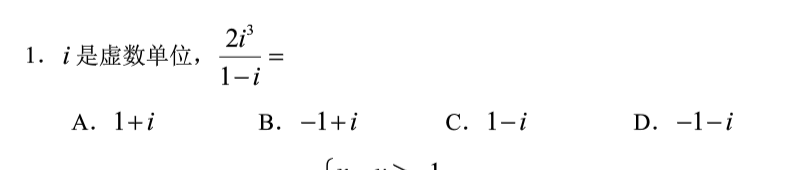 1. i 是虚数单位，2i³/(1−i) =
A. 1+i B. −1+i C. 1−i D. −1−i